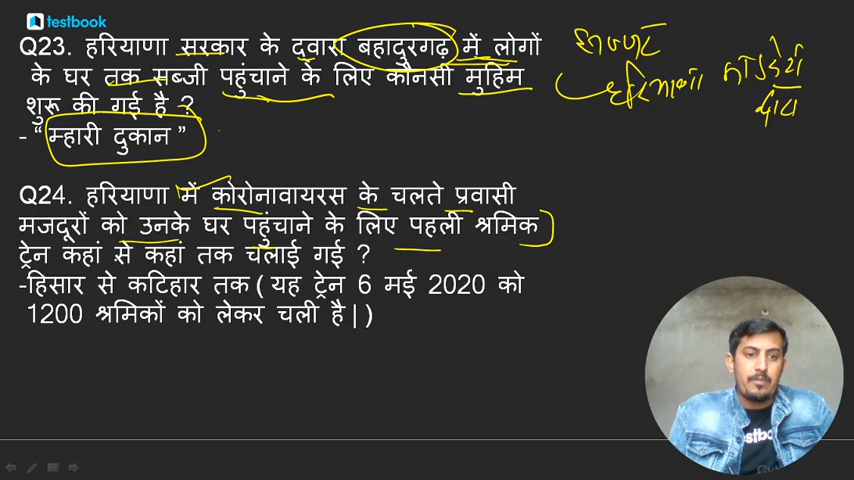 testbook
Q23. हरियाणा सरकार के द्वारा बहादुरगढ़ में लोगों
के घर तक सब्जी पहुंचाने के लिए कौनसी मुहिम
शुरू की गई है ?
- “ म्हारी दुकान ”
Q24. हरियाणा में कोरोनावायरस के चलते प्रवासी
मजदूरों को उनके घर पहुंचाने के लिए पहली श्रमिक
ट्रेन कहां से कहां तक चलाई गई ?
-हिसार से कटिहार तक ( यह ट्रेन 6 मई 2020 को
1200 श्रमिकों को लेकर चली है | )